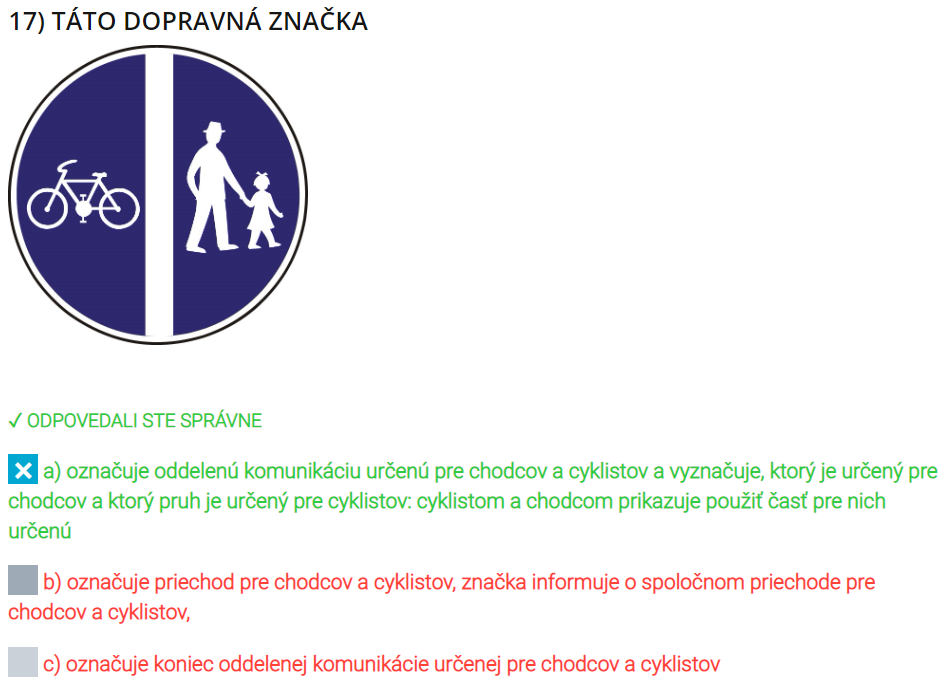 17) TÁTO DOPRAVNÁ ZNAČKA
✓ ODPOVEDALI STE SPRÁVNE
a) označuje oddelenú komunikáciu určenú pre chodcov a cyklistov a vyznačuje, ktorý je určený pre
chodcov a ktorý pruh je určený pre cyklistov: cyklistom a chodcom prikazuje použiť časť pre nich
určenú
b) označuje priechod pre chodcov a cyklistov, značka informuje o spoločnom priechode pre
chodcov a cyklistov,
c) označuje koniec oddelenej komunikácie určenej pre chodcov a cyklistov